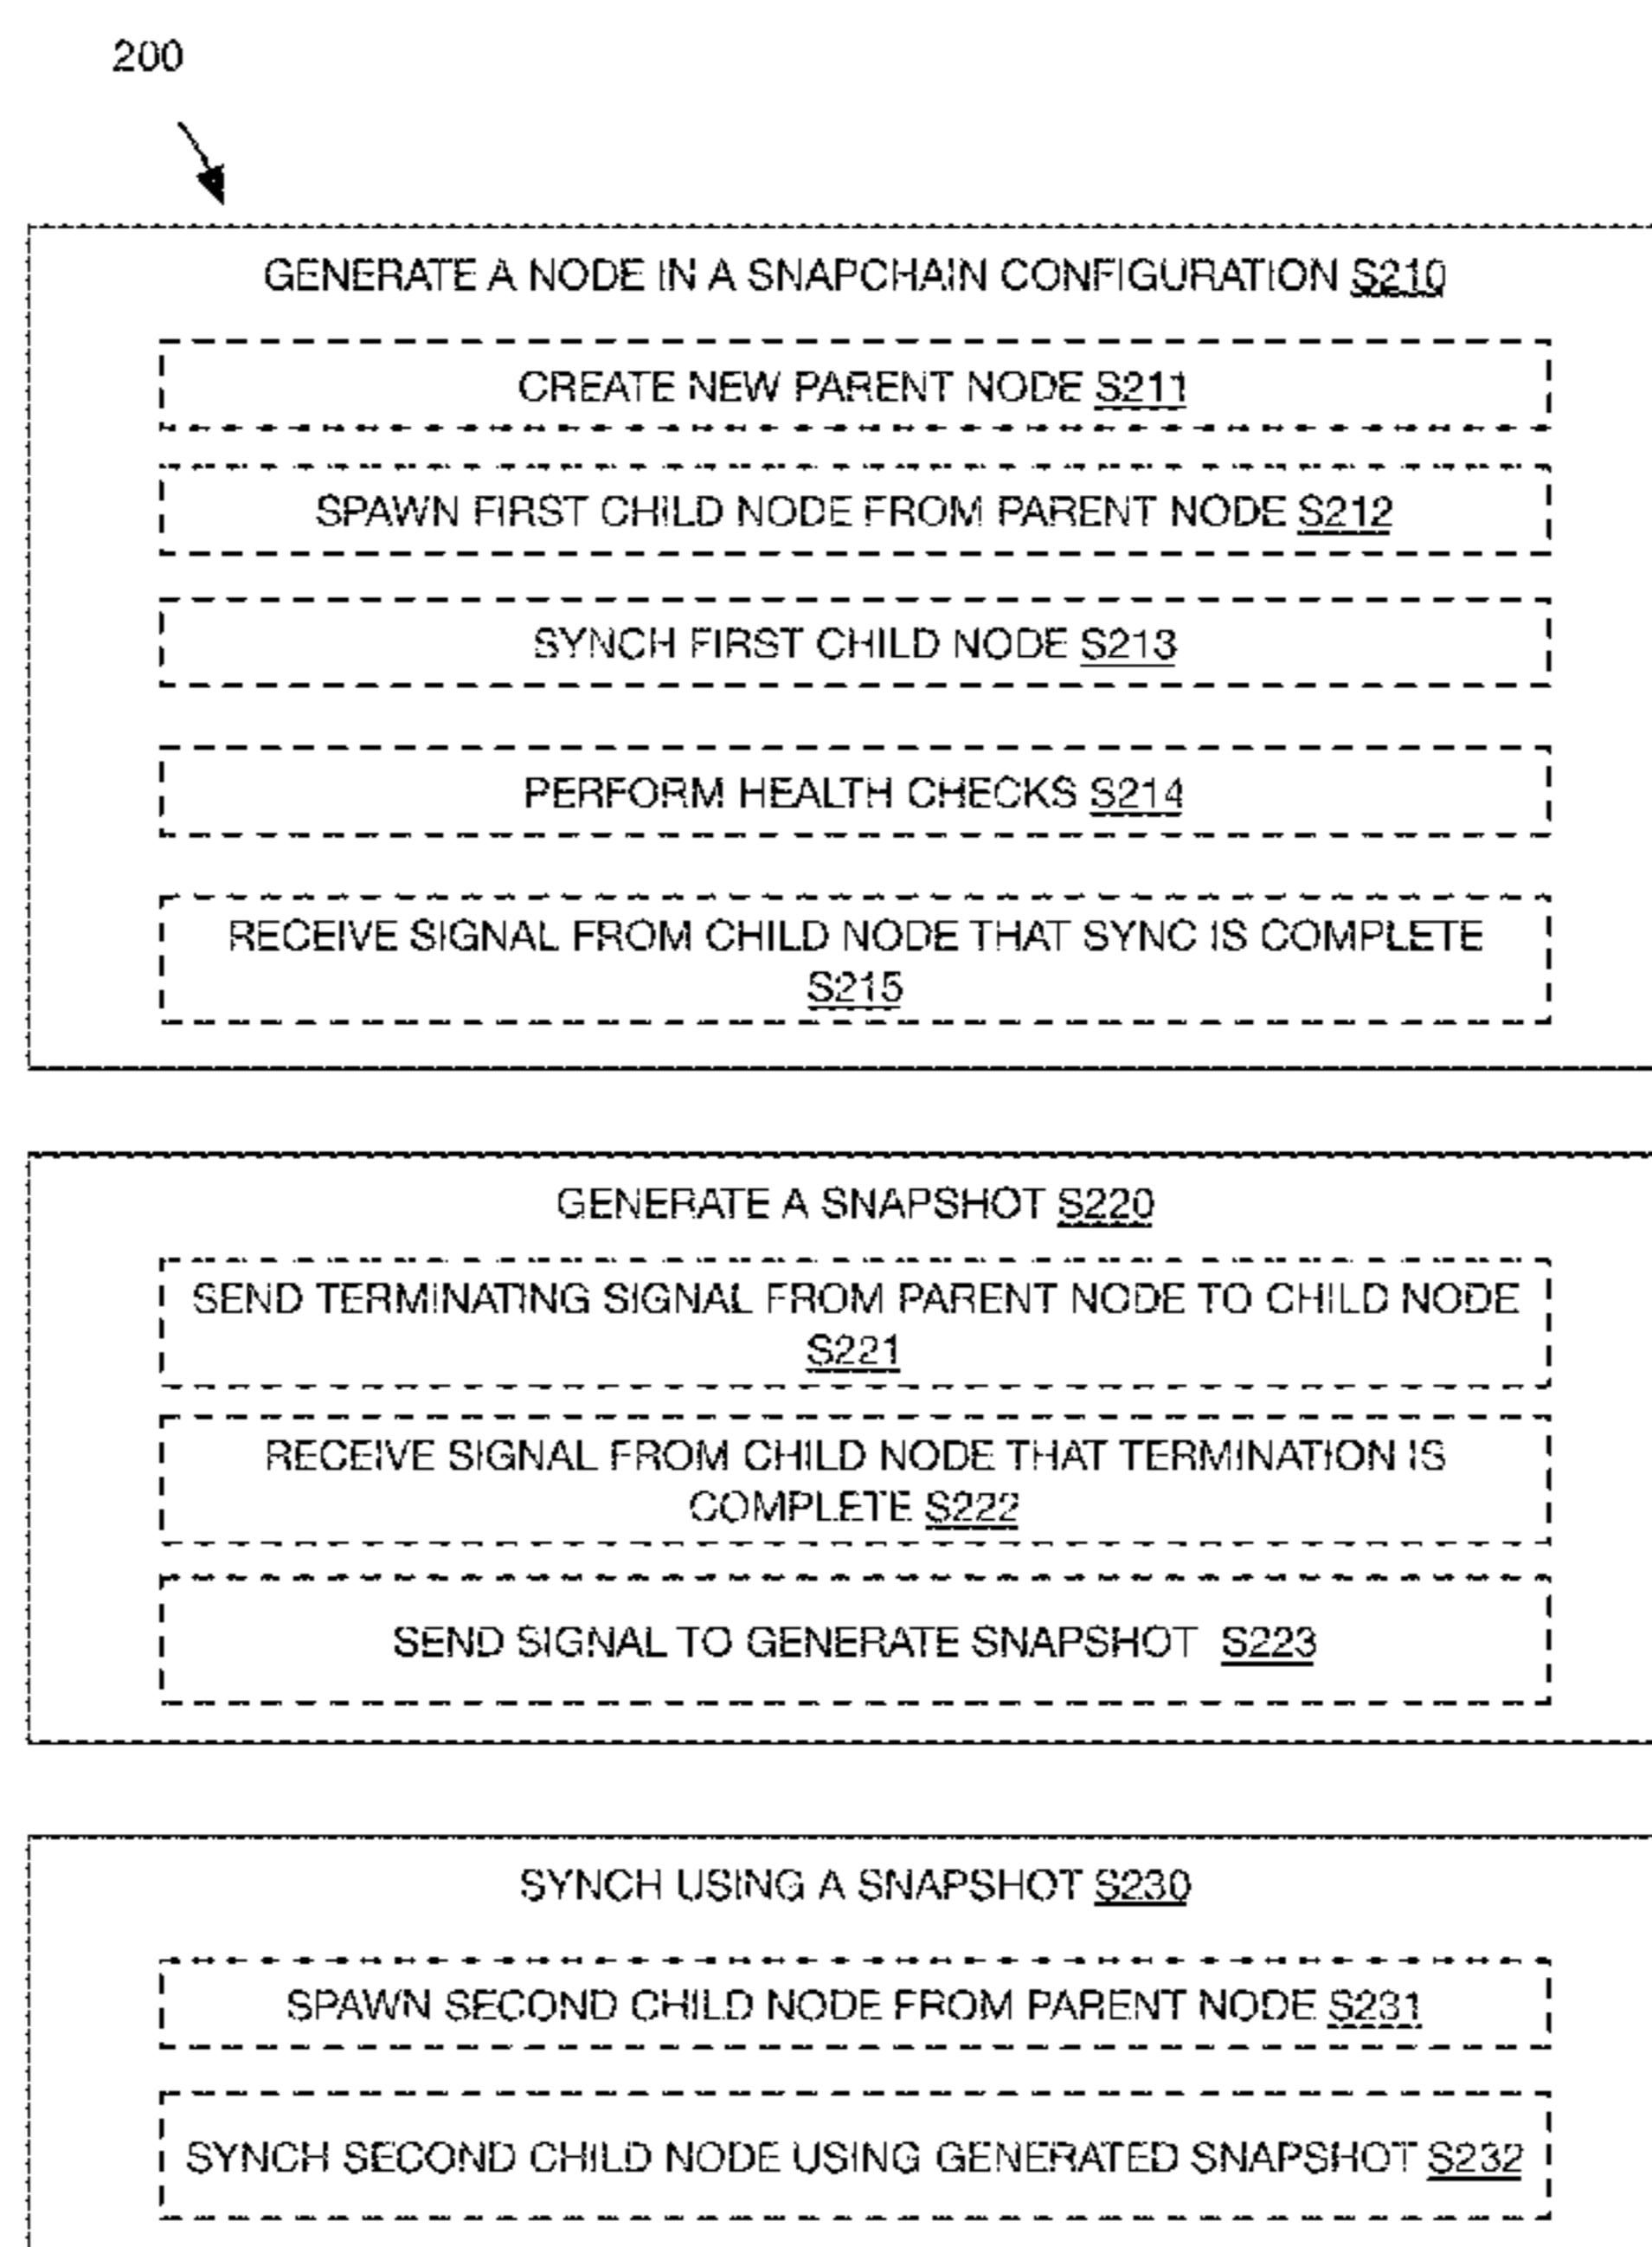 200
GENERATE A NODE IN A SNAPCHAIN CONFIGURATION S210
CREATE NEW PARENT NODE S211
SPAWN FIRST CHILD NODE FROM PARENT NODE S212
SYNCH FIRST CHILD NODE S213
PERFORM HEALTH CHECKS S214
RECEIVE SIGNAL FROM CHILD NODE THAT SYNC IS COMPLETE
S215
GENERATE A SNAPSHOT S220
SEND TERMINATING SIGNAL FROM PARENT NODE TO CHILD NODE
S221
RECEIVE SIGNAL FROM CHILD NODE THAT TERMINATION IS
COMPLETE S222
SEND SIGNAL TO GENERATE SNAPSHOT S223
SYNCH USING A SNAPSHOT S230
SPAWN SECOND CHILD NODE FROM PARENT NODE S231
SYNCH SECOND CHILD NODE USING GENERATED SNAPSHOT S232